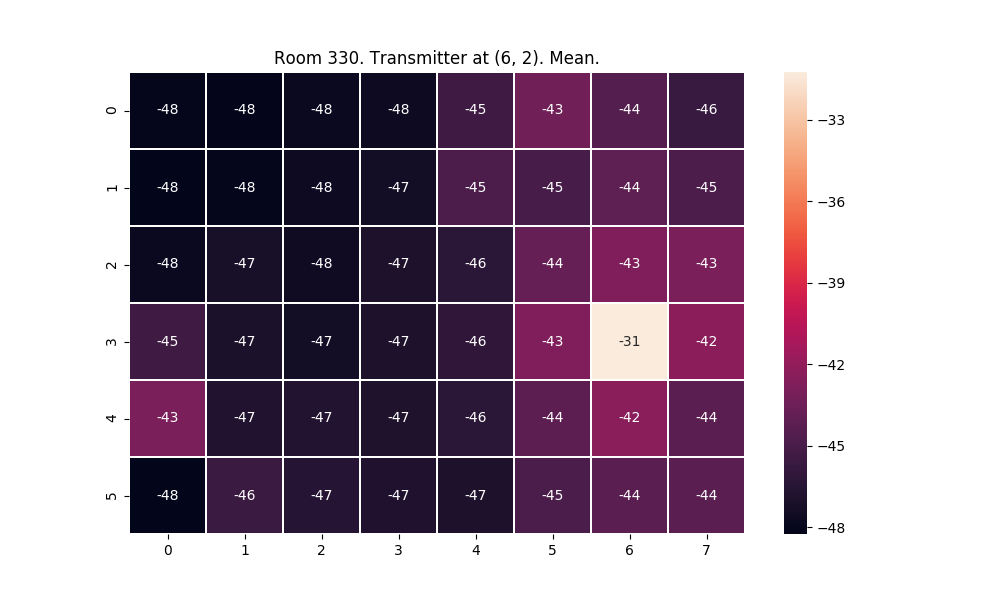 Room 330. Transmitter at (6, 2). Mean.
0 -48 -48 -48 -48 -45 -43 -44 -46
1 -48 -48 -48 -47 -45 -45 -44 -45
2 -48 -47 -48 -47 -46 -44 -43 -43
3 -45 -47 -47 -47 -46 -43 -31 -42
4 -43 -47 -47 -47 -46 -44 -42 -44
5 -48 -46 -47 -47 -47 -45 -44 -44
0 1 2 3 4 5 6 7
−33
−36
−39
−42
−45
−48